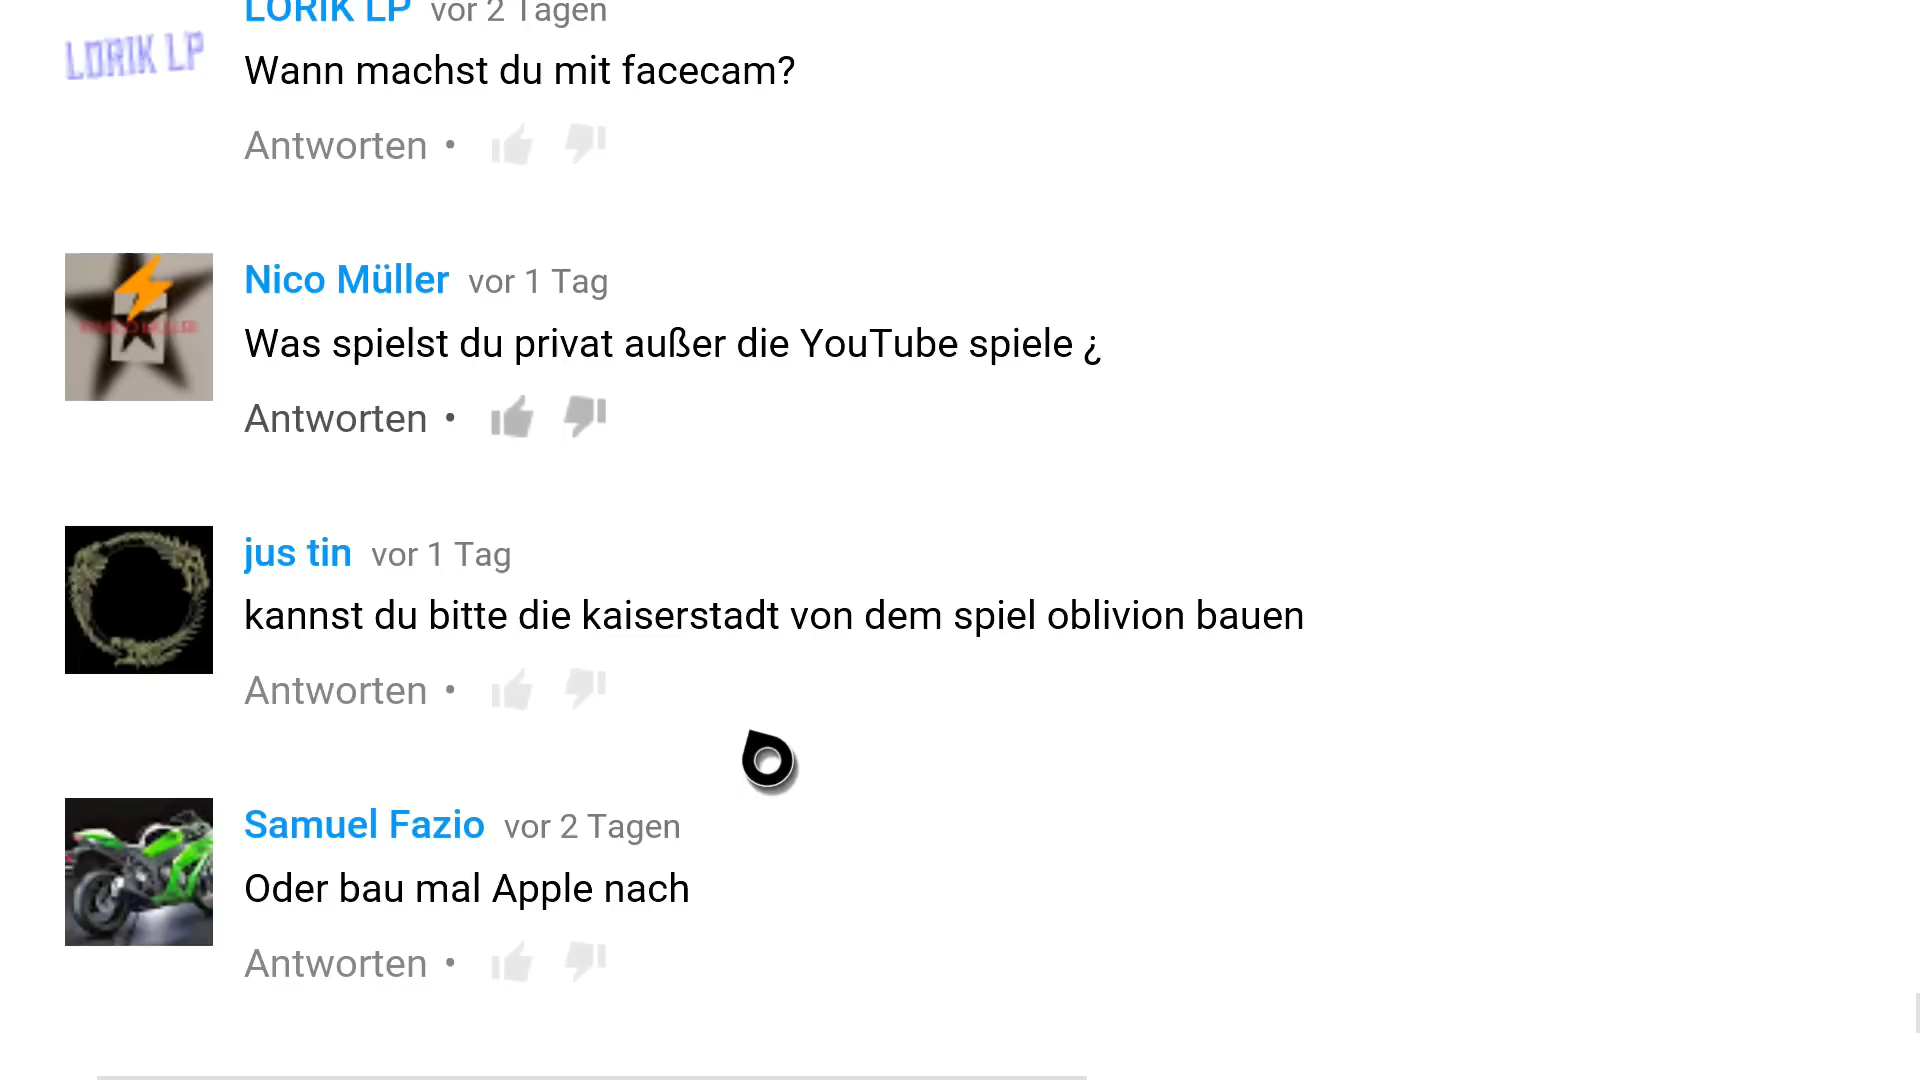 LORIK LP vor 2 Tagen
LORIK LP
Wann machst du mit facecam?
Antworten •
Nico Müller vor 1 Tag
Was spielst du privat außer die YouTube spiele ¿
Antworten •
jus tin vor 1 Tag
kannst du bitte die kaiserstadt von dem spiel oblivion bauen
Antworten •
Samuel Fazio vor 2 Tagen
Oder bau mal Apple nach
Antworten •